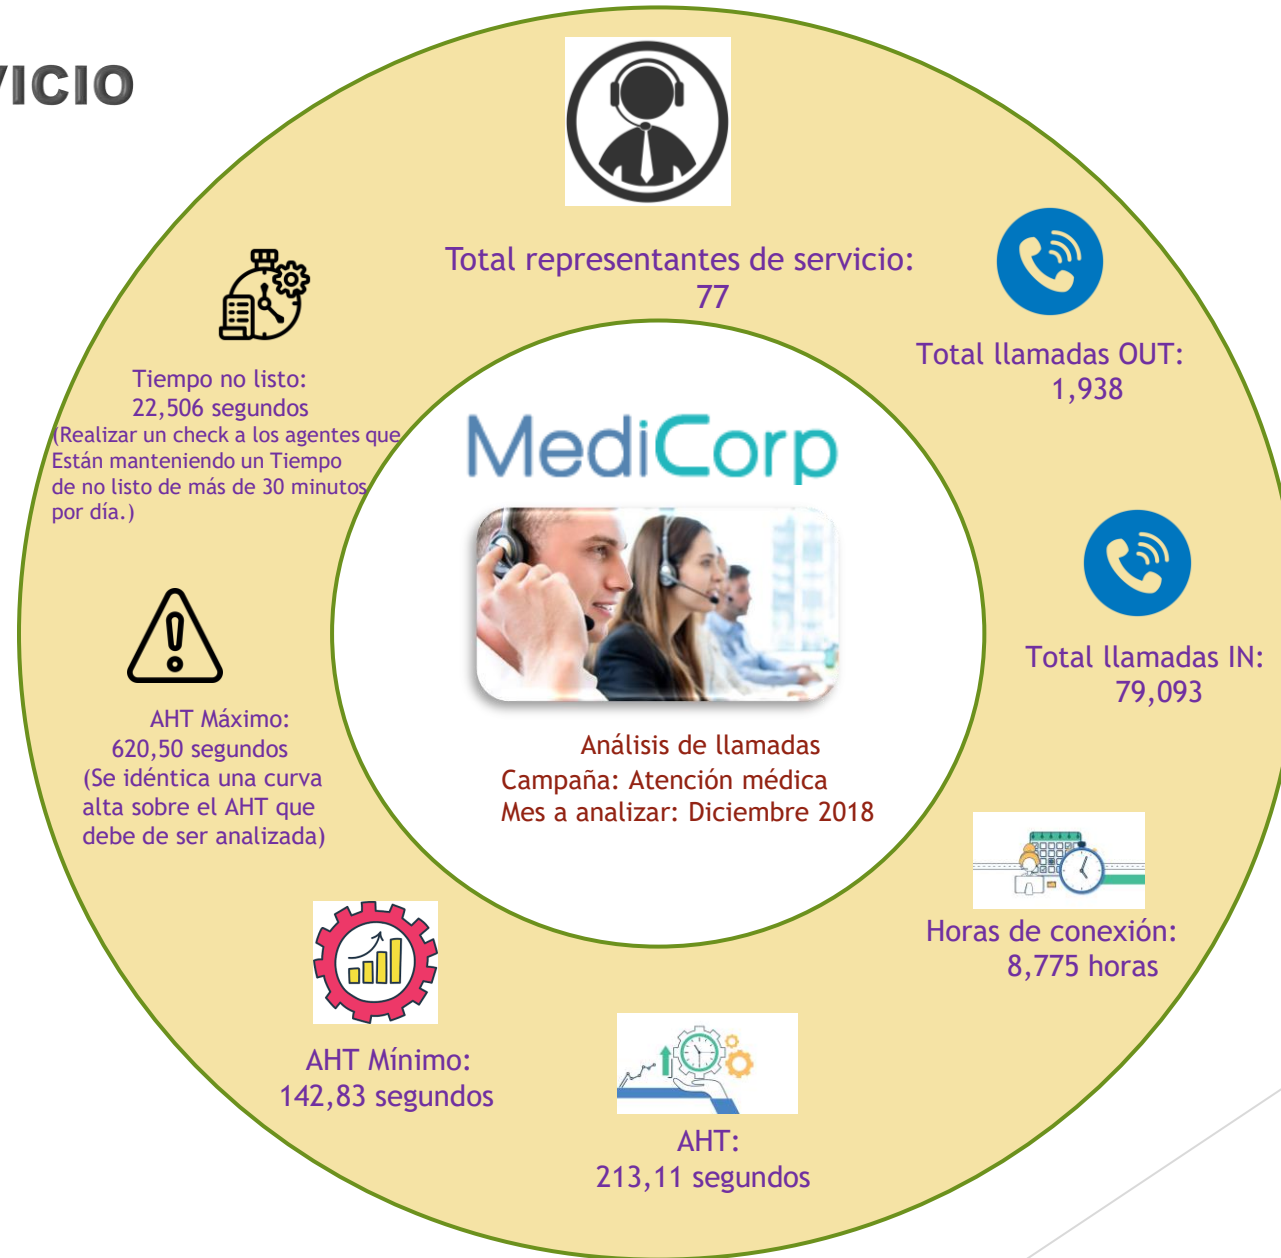 VICIO
Total representantes de servicio:
77
Total llamadas OUT:
1,938
Total llamadas IN:
79,093
Horas de conexión:
8,775 horas
AHT:
213,11 segundos
AHT Mínimo:
142,83 segundos
AHT Máximo:
620,50 segundos
(Se idéntica una curva
alta sobre el AHT que
debe de ser analizada)
Tiempo no listo:
22,506 segundos
(Realizar un check a los agentes que
Están manteniendo un Tiempo
de no listo de más de 30 minutos
por día.)
MediCorp
Análisis de llamadas
Campaña: Atención médica
Mes a analizar: Diciembre 2018